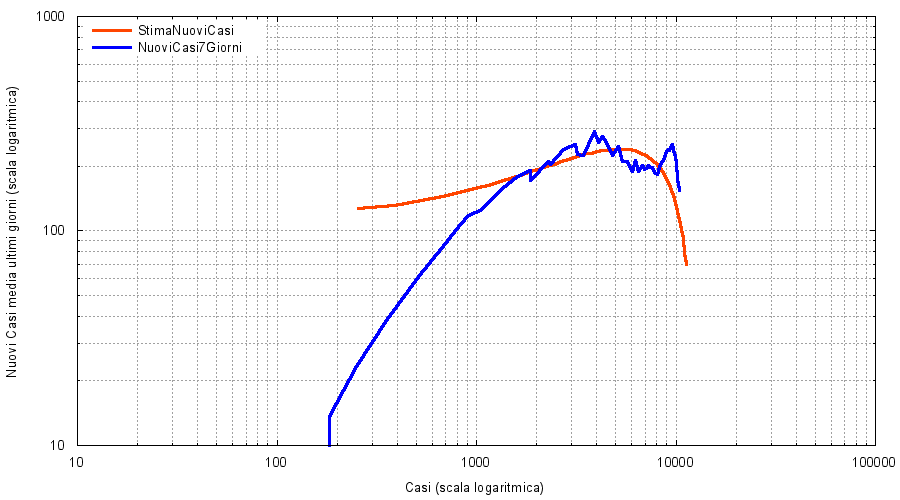 1000
StimaNuoviCasi
NuoviCasi7Giorni
Nuovi Casi media ultimi giorni (scala logaritmica)
100
10
10 100 1000 10000 100000
Casi (scala logaritmica)